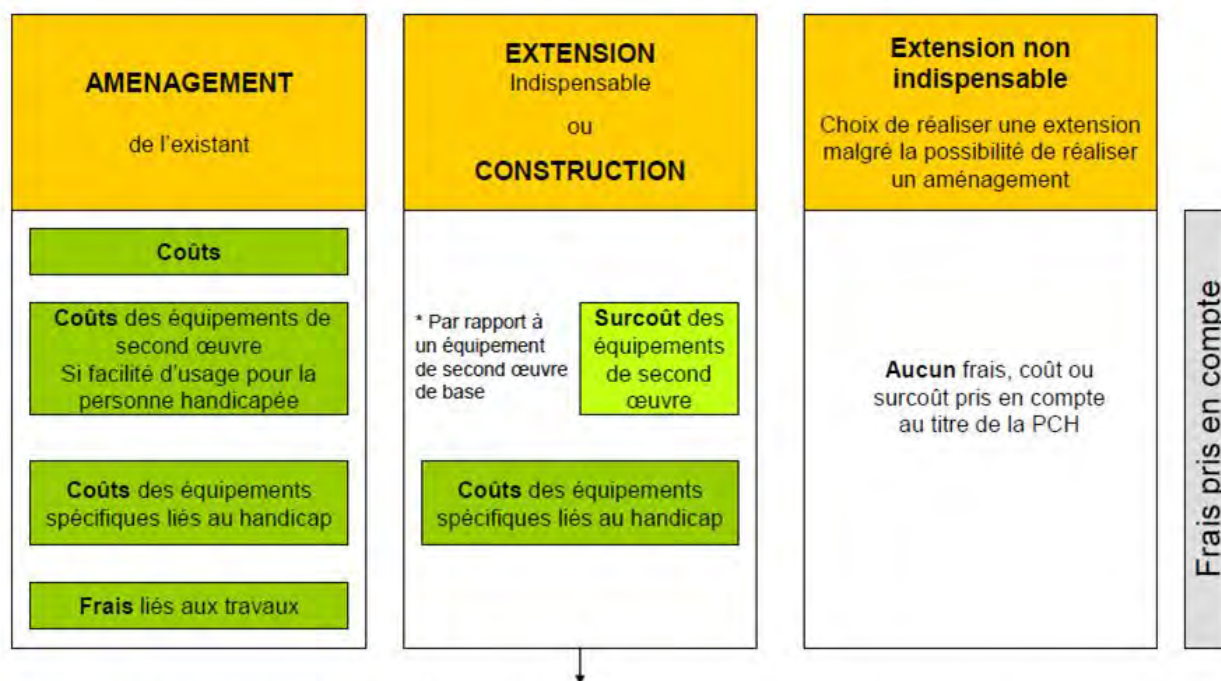 AMENAGEMENT
de l'existant
Coûts
Coûts des équipements de
second œuvre
Si facilité d'usage pour la
personne handicapée
Coûts des équipements
spécifiques liés au handicap
Frais liés aux travaux
EXTENSION
Indispensable
ou
CONSTRUCTION
* Par rapport à
un équipement
de second œuvre
de base
Surcoût des
équipements
de second
œuvre
Coûts des équipements
spécifiques liés au handicap
Extension non
indispensable
Choix de réaliser une extension
malgré la possibilité de réaliser
un aménagement
Aucun frais, coût ou
surcoût pris en compte
au titre de la PCH
Frais pris en compte